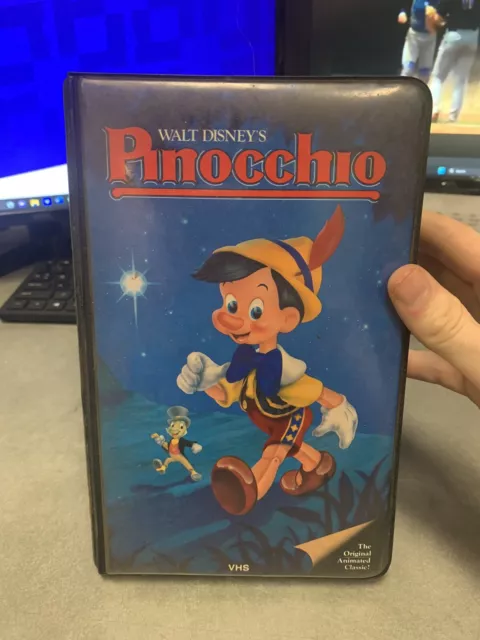 WALT DISNEY'S
PINOCCHIO
The
Original
Animated
Classic!
VHS